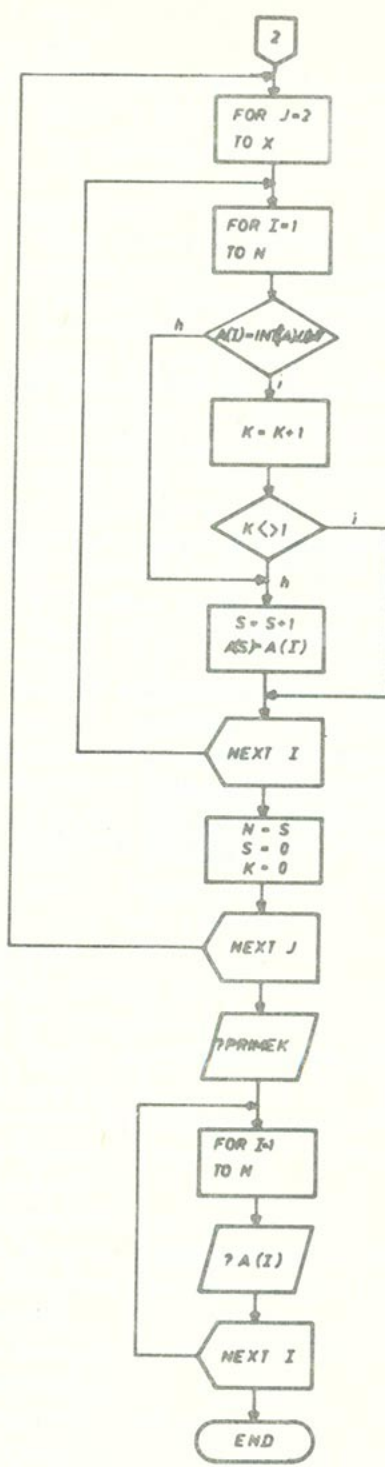 2
FOR J=2
TO X
FOR I=1
TO N
h
i
K = K+1
K<>1
i
h
S = S+1
A(S)=A(I)
NEXT I
N = S
S = 0
K = 0
NEXT J
?PRIMEK
FOR I=1
TO N
? A(I)
NEXT I
END